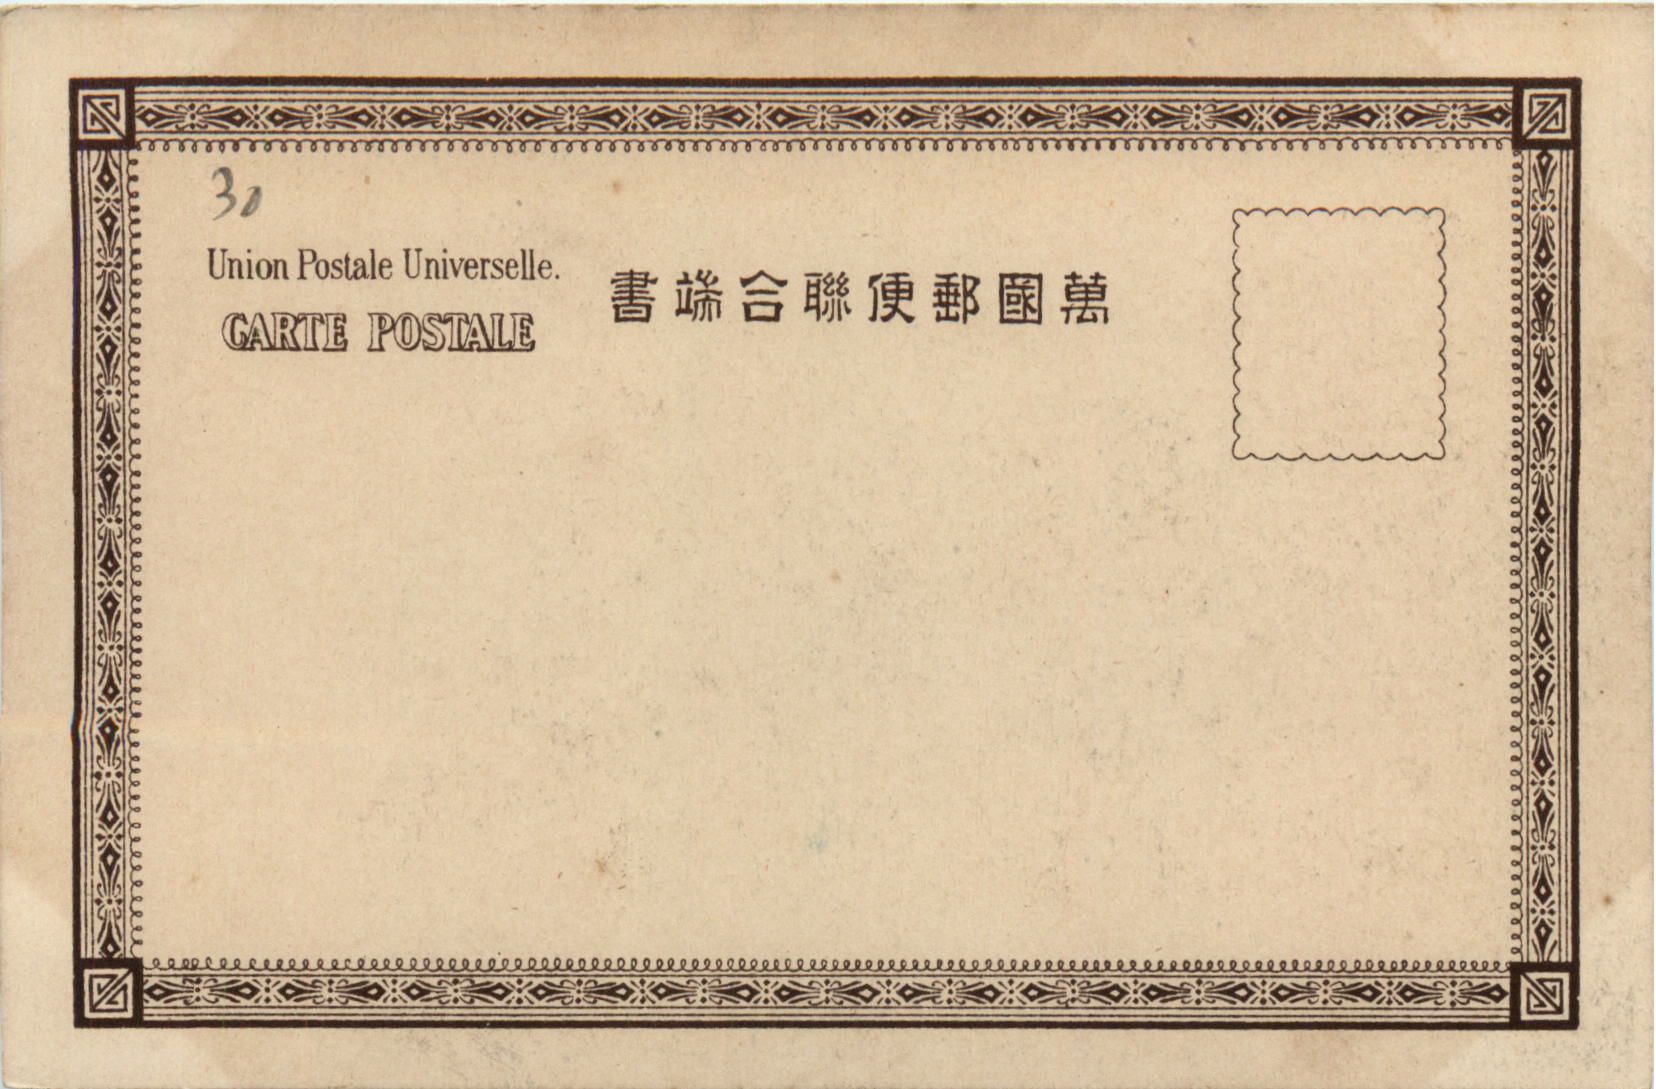 30
Union Postale Universelle.
CARTE POSTALE
萬國郵便聯合端書